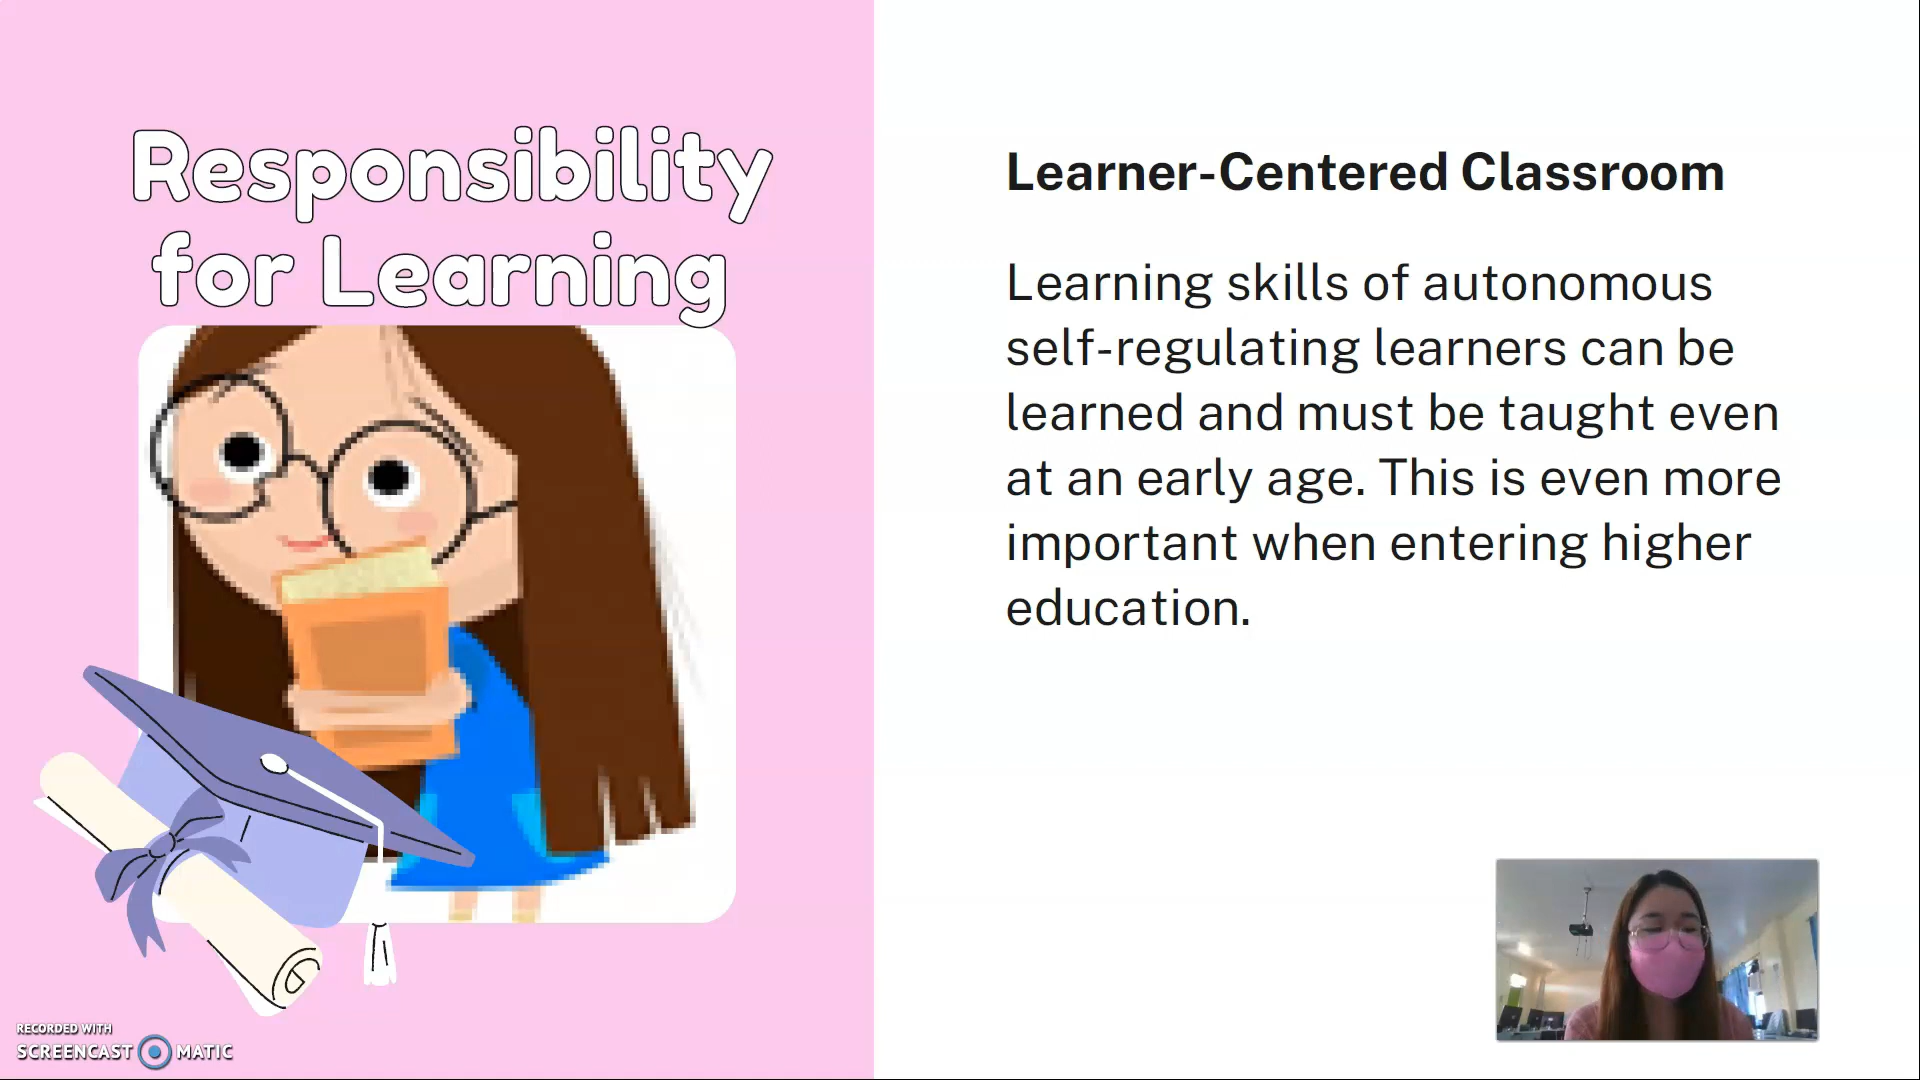 Responsibility
for Learning
Learner-Centered Classroom
Learning skills of autonomous
self-regulating learners can be
learned and must be taught even
at an early age. This is even more
important when entering higher
education.
RECORDED WITH
SCREENCAST MATIC